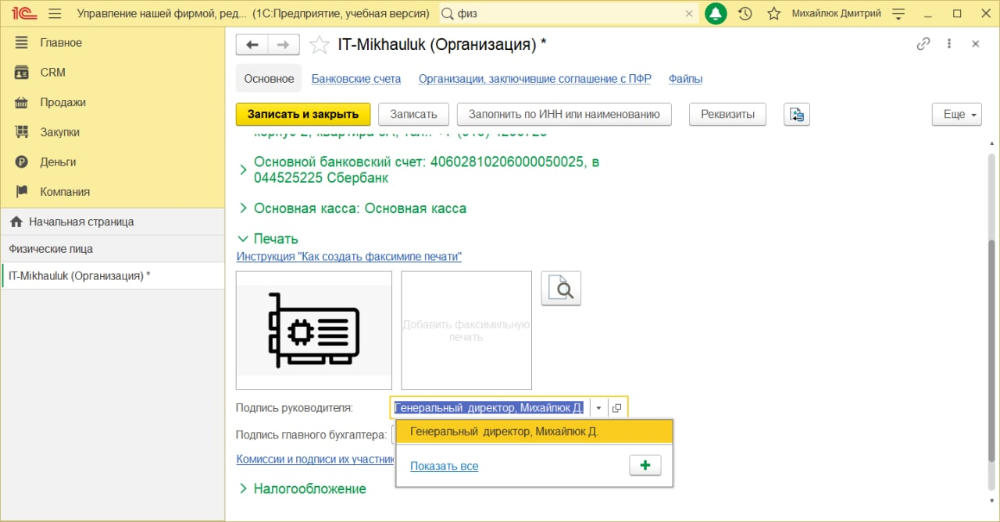 1С Управление нашей фирмой, ред... (1С:Предприятие, учебная версия) физ Михайлюк Дмитрий
Главное
CRM
Продажи
Закупки
Деньги
Компания
Начальная страница
Физические лица
IT-Mikhauluk (Организация) *
IT-Mikhauluk (Организация) *
Основное Банковские счета Организации, заключившие соглашение с ПФР Файлы
Записать и закрыть Записать Заполнить по ИНН или наименованию Реквизиты Еще
Основной банковский счет: 40602810206000050025, в
044525225 Сбербанк
Основная касса: Основная касса
Печать
Инструкция "Как создать факсимиле печати"
Добавить факсимильную
печать
Подпись руководителя: Генеральный директор, Михайлюк Д.
Генеральный директор, Михайлюк Д.
Подпись главного бухгалтера:
Комиссии и подписи их участник
Показать все
Налогообложение